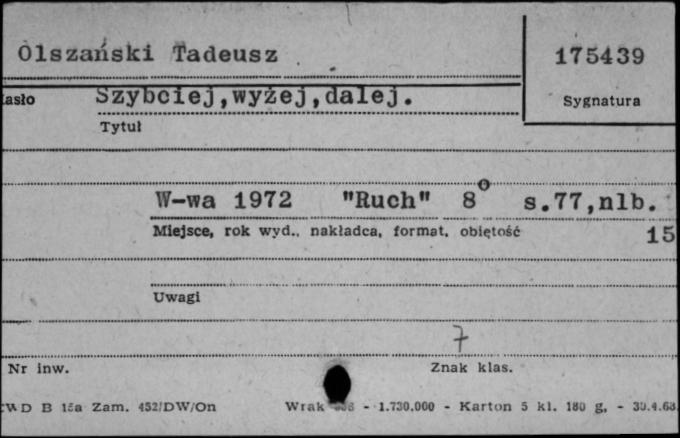 Olszański Tadeusz
175439
asło
Szybciej,wyżej,dalej.
Sygnatura
Tytuł
W-wa 1972 "Ruch" 8° s.77,nlb.
Miejsce, rok wyd., nakładca, format, objętość
15
Uwagi
7
Nr inw.
Znak klas.
WD B 15a Zam. 452/DW/On
- 1.730.000 - Karton 5 kl. 180 g, - 30.4.68.